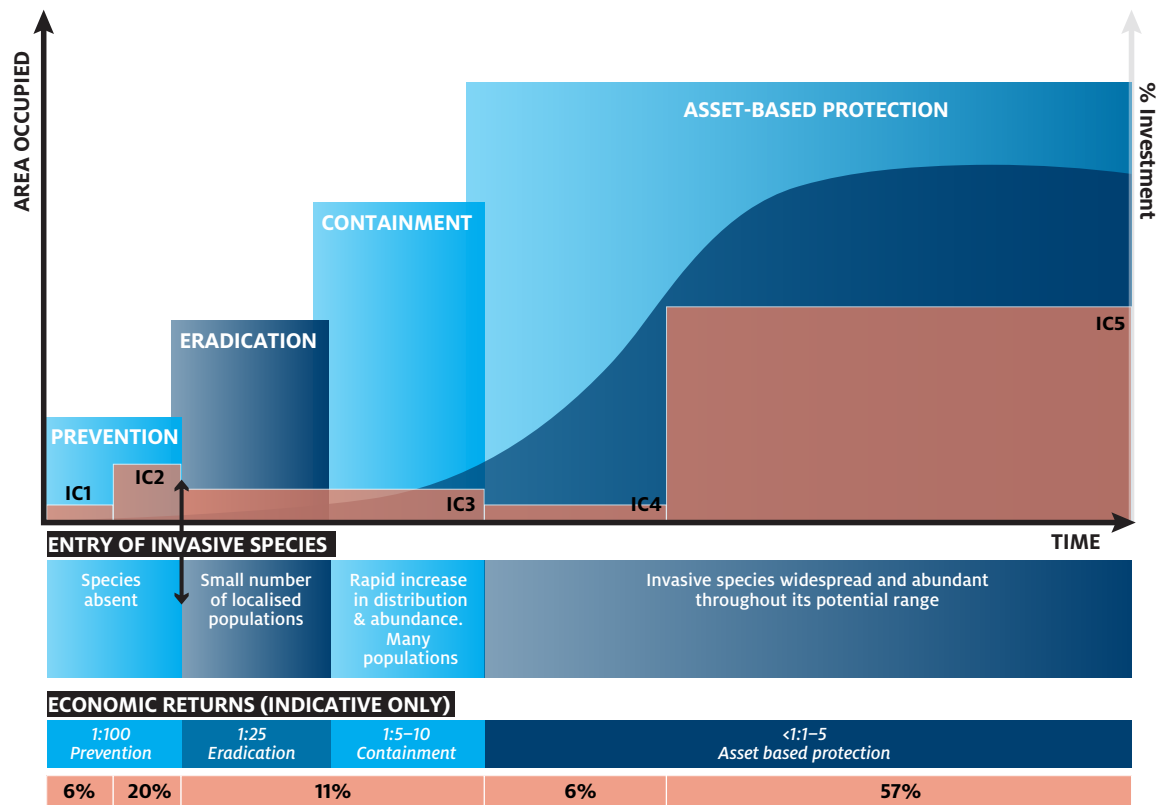 AREA OCCUPIED
% Investment
ASSET-BASED PROTECTION
CONTAINMENT
ERADICATION
PREVENTION
IC1
IC2
IC3
IC4
IC5
TIME
ENTRY OF INVASIVE SPECIES
Species
absent
Small number
of localised
populations
Rapid increase
in distribution
& abundance.
Many
populations
Invasive species widespread and abundant
throughout its potential range
ECONOMIC RETURNS (INDICATIVE ONLY)
1:100
Prevention
1:25
Eradication
1:5–10
Containment
<1:1–5
Asset based protection
6%
20%
11%
6%
57%